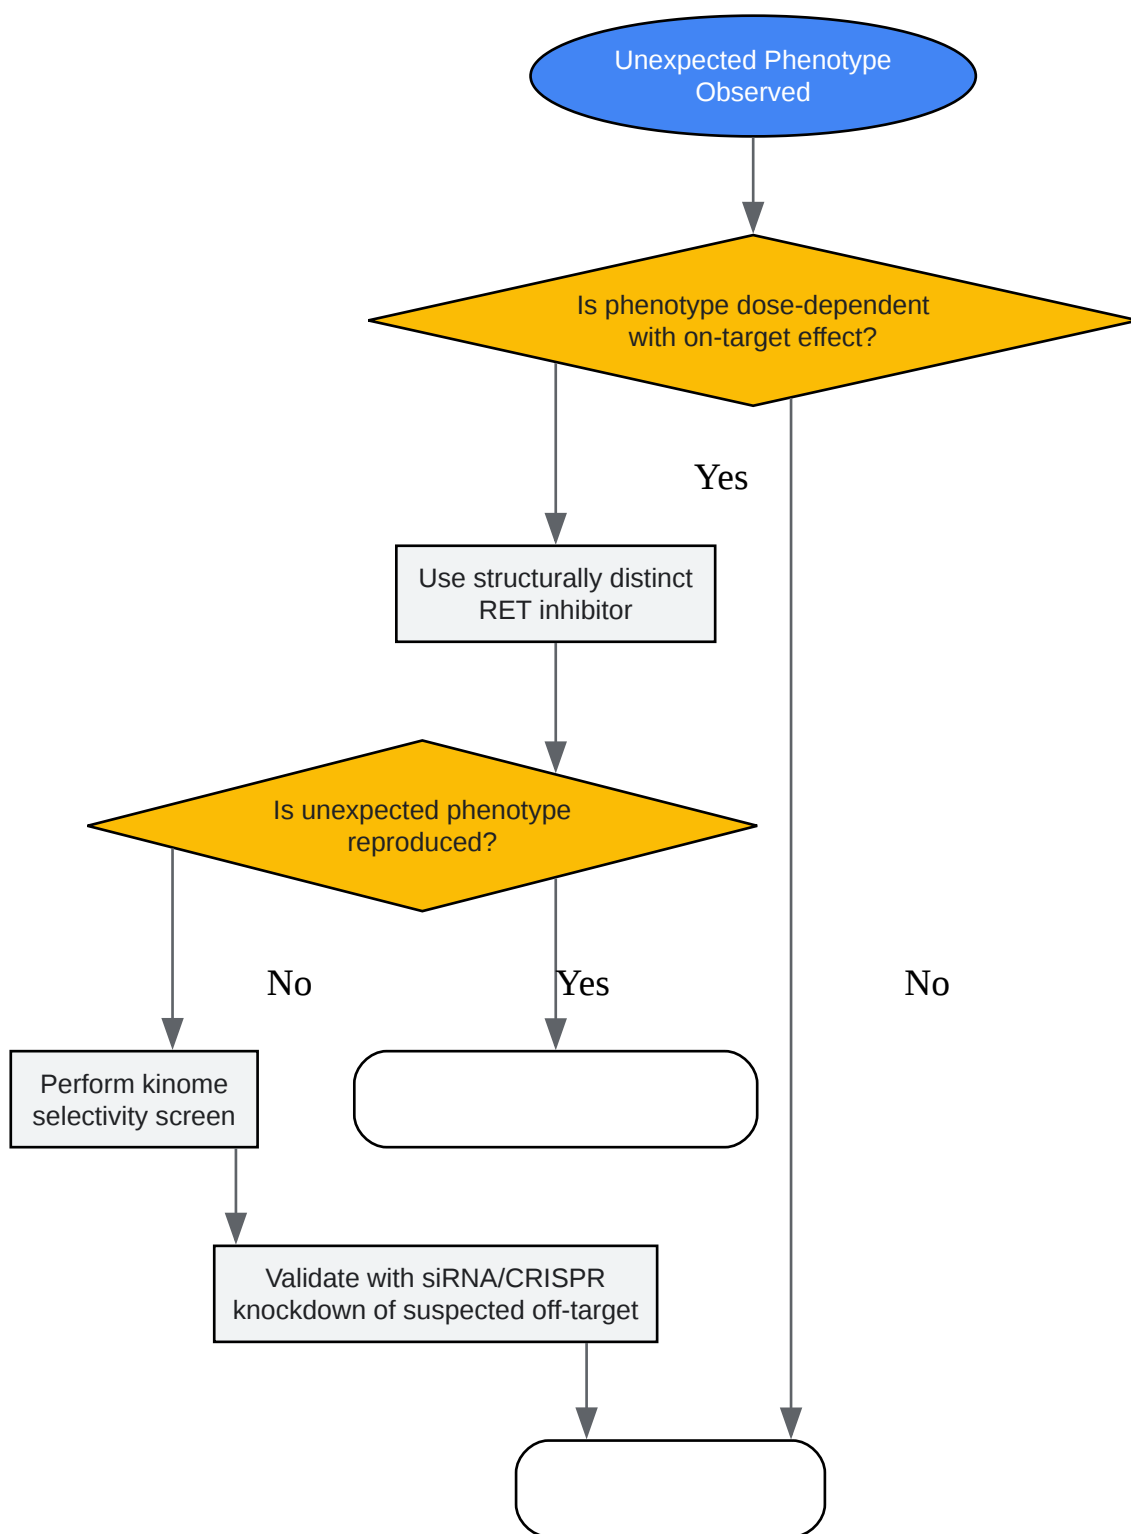 Unexpected Phenotype
Observed
Is phenotype dose-dependent
with on-target effect?
Yes
Use structurally distinct
RET inhibitor
Is unexpected phenotype
reproduced?
No
Yes
No
Perform kinome
selectivity screen
Validate with siRNA/CRISPR
knockdown of suspected off-target